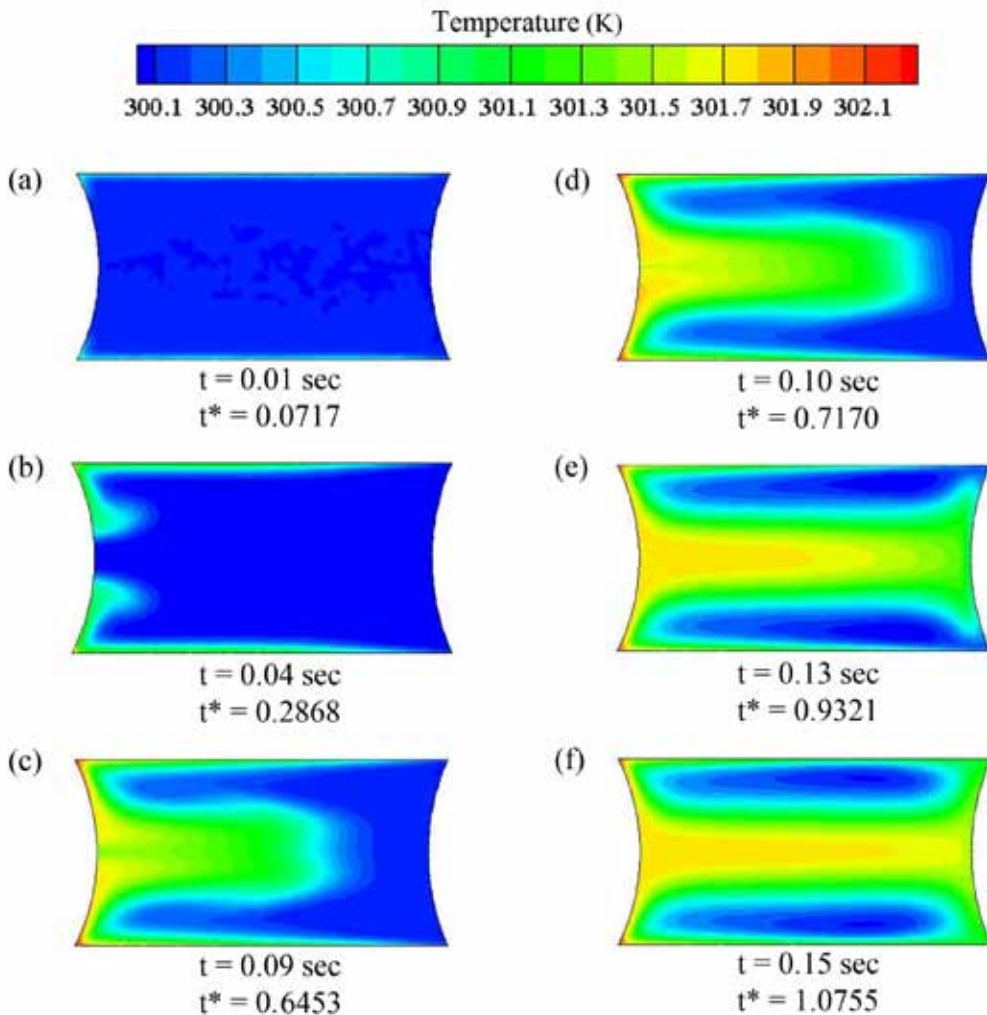 Temperature (K)
300.1 300.3 300.5 300.7 300.9 301.1 301.3 301.5 301.7 301.9 302.1
(a)
t = 0.01 sec
t* = 0.0717
(b)
t = 0.04 sec
t* = 0.2868
(c)
t = 0.09 sec
t* = 0.6453
(d)
t = 0.10 sec
t* = 0.7170
(e)
t = 0.13 sec
t* = 0.9321
(f)
t = 0.15 sec
t* = 1.0755